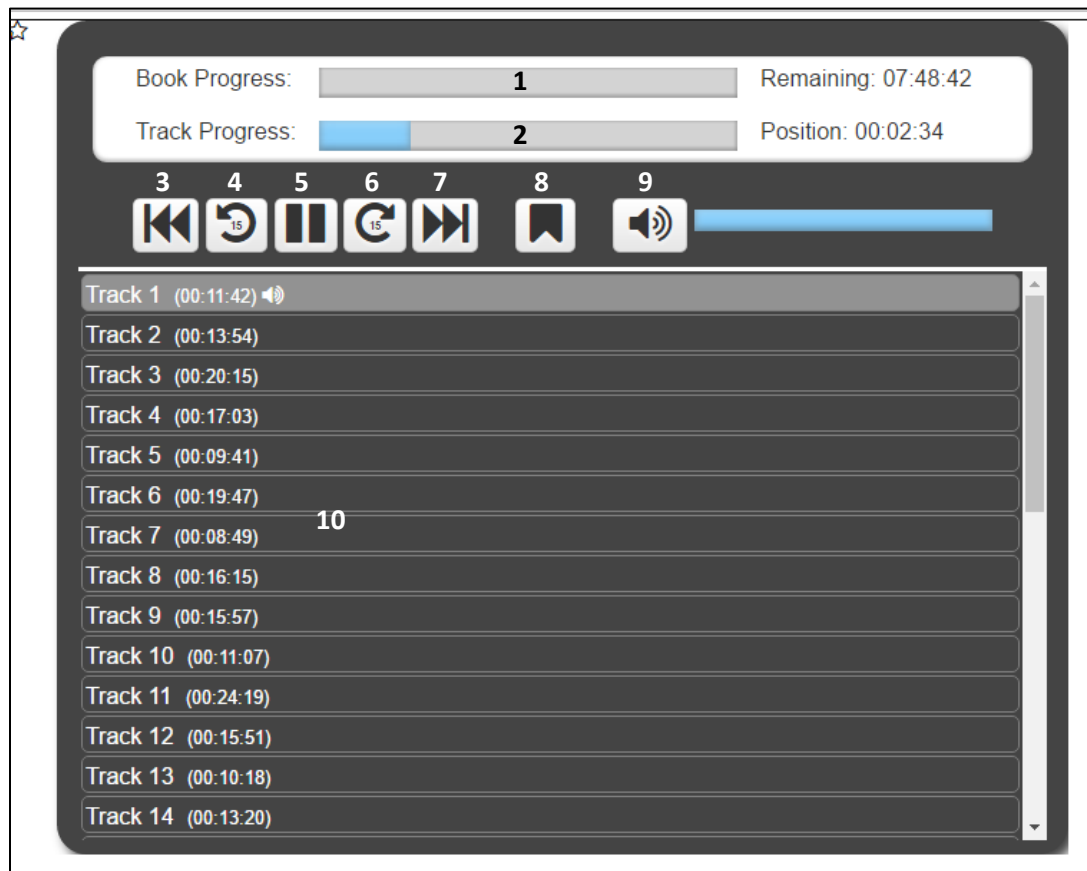 Book Progress: 1 Remaining: 07:48:42
Track Progress: 2 Position: 00:02:34
3 4 5 6 7 8 9
15 15
Track 1 (00:11:42)
Track 2 (00:13:54)
Track 3 (00:20:15)
Track 4 (00:17:03)
Track 5 (00:09:41)
Track 6 (00:19:47)
10
Track 7 (00:08:49)
Track 8 (00:16:15)
Track 9 (00:15:57)
Track 10 (00:11:07)
Track 11 (00:24:19)
Track 12 (00:15:51)
Track 13 (00:10:18)
Track 14 (00:13:20)